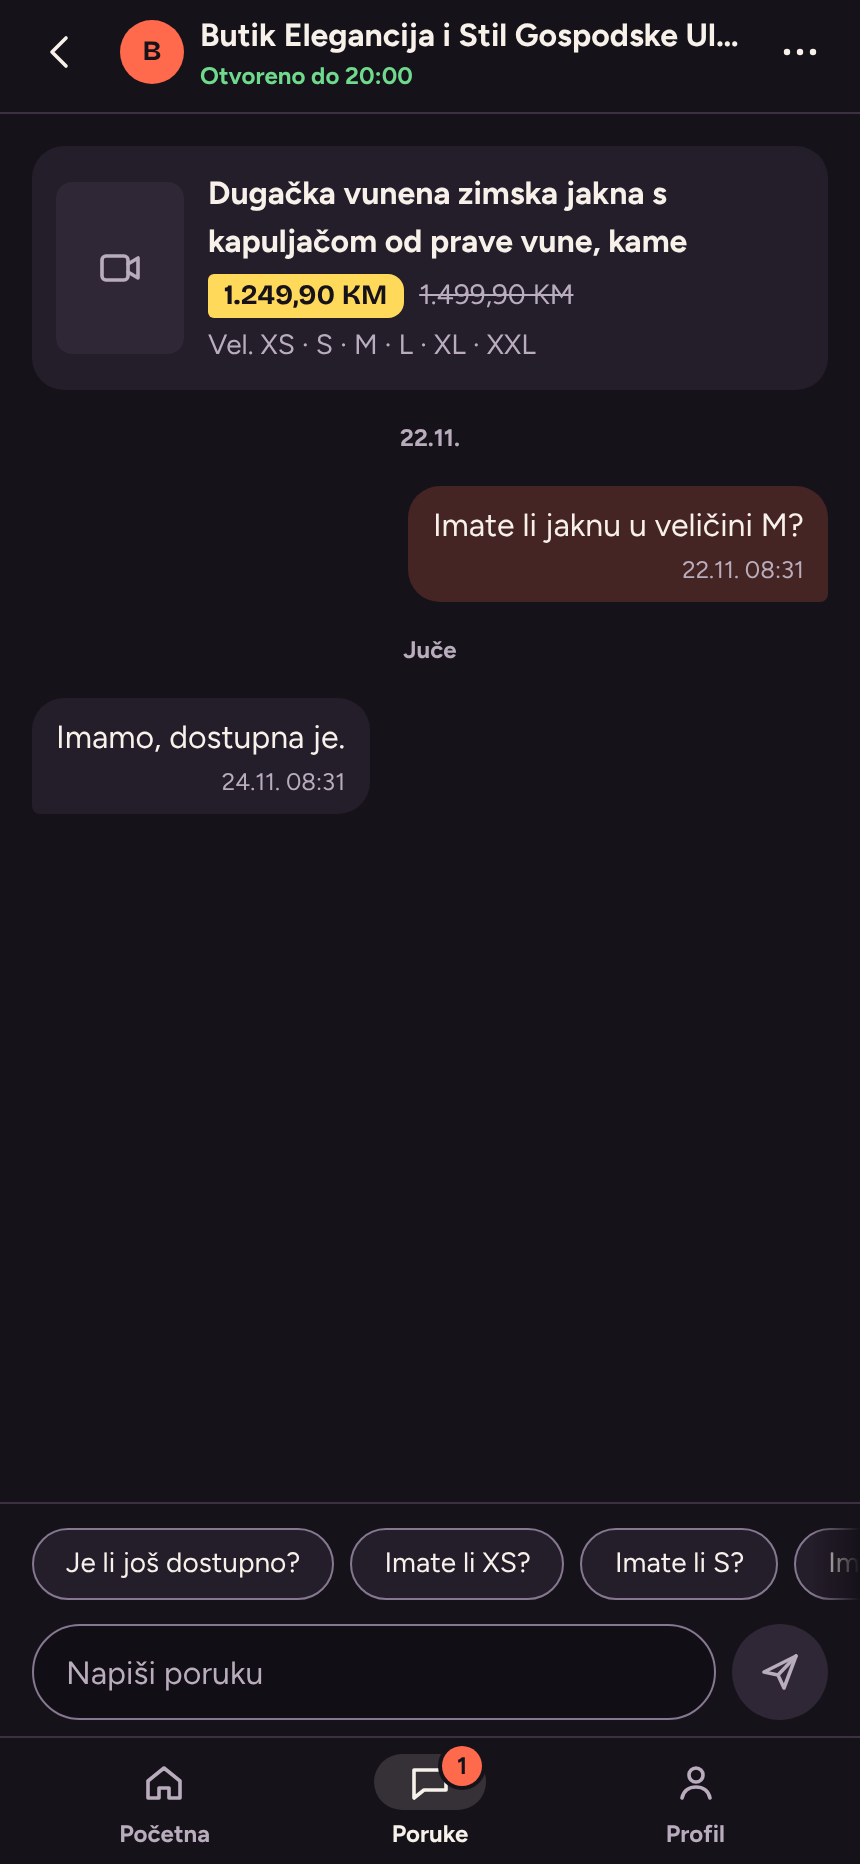 B
Butik Elegancija i Stil Gospodske Ul...
Otvoreno do 20:00
Dugačka vunena zimska jakna s
kapuljačom od prave vune, kame
1.249,90 KM 1.499,90 KM
Vel. XS · S · M · L · XL · XXL
22.11.
Imate li jaknu u veličini M?
22.11. 08:31
Juče
Imamo, dostupna je.
24.11. 08:31
Je li još dostupno? Imate li XS? Imate li S? Im
Napiši poruku
1
Početna Poruke Profil